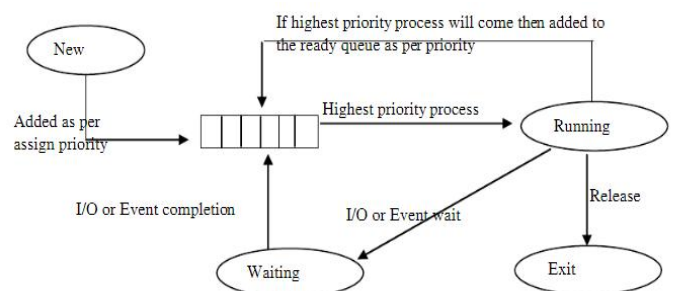 If highest priority process will come then added to
the ready queue as per priority
New
Added as per
assign priority
Highest priority process
Running
I/O or Event completion
I/O or Event wait
Release
Waiting
Exit